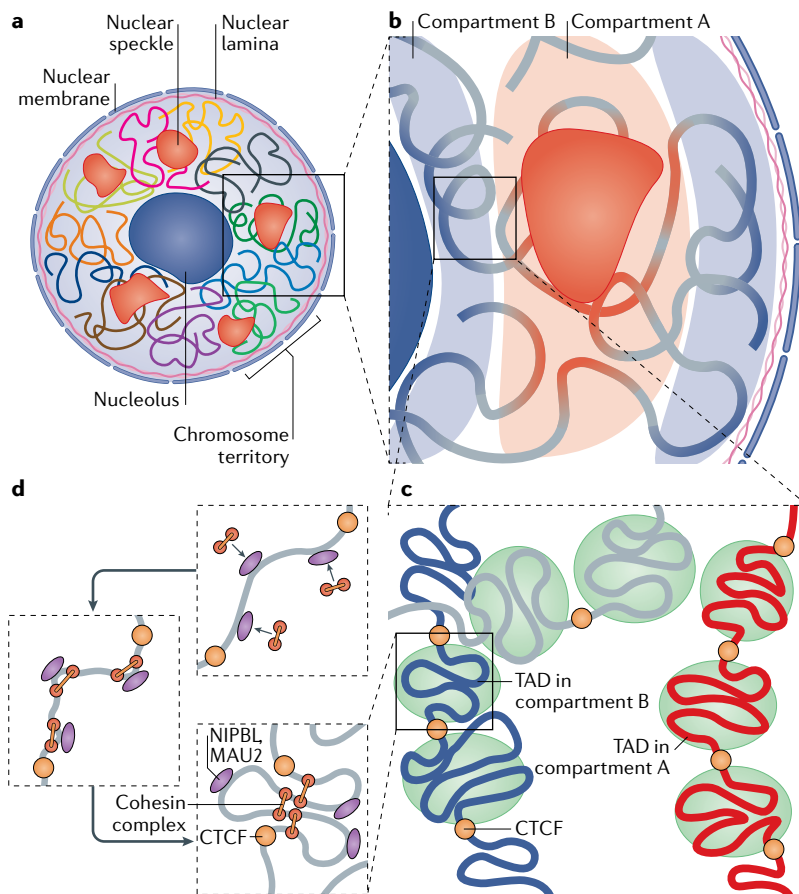 a
Nuclear
speckle
Nuclear
lamina
Nuclear
membrane
Nucleolus
Chromosome
territory
b
Compartment B
Compartment A
d
NIPBL,
MAU2
Cohesin
complex
CTCF
c
TAD in
compartment B
TAD in
compartment A
CTCF